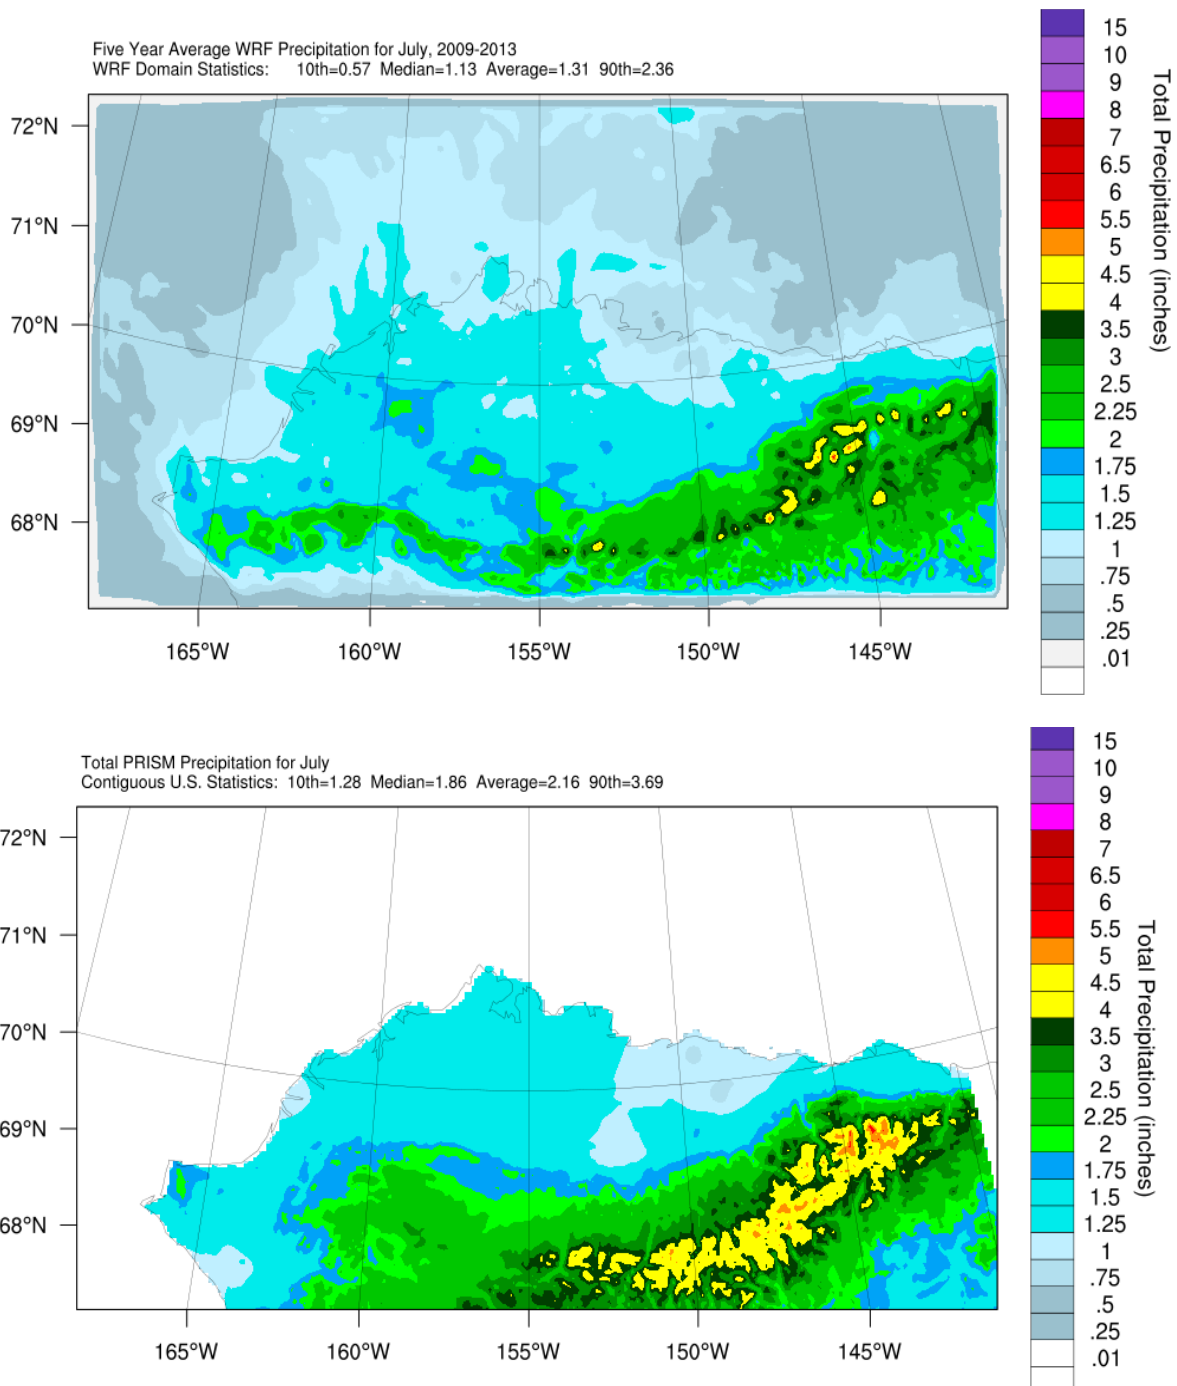 Five Year Average WRF Precipitation for July, 2009-2013
WRF Domain Statistics: 10th=0.57 Median=1.13 Average=1.31 90th=2.36
72°N
71°N
70°N
69°N
68°N
165°W
160°W
155°W
150°W
145°W
15
10
9
8
7
6.5
6
5.5
5
4.5
4
3.5
3
2.5
2.25
2
1.75
1.5
1.25
1
.75
.5
.25
.01
Total Precipitation (inches)
Total PRISM Precipitation for July
Contiguous U.S. Statistics: 10th=1.28 Median=1.86 Average=2.16 90th=3.69
72°N
71°N
70°N
69°N
68°N
165°W
160°W
155°W
150°W
145°W
15
10
9
8
7
6.5
6
5.5
5
4.5
4
3.5
3
2.5
2.25
2
1.75
1.5
1.25
1
.75
.5
.25
.01
Total Precipitation (inches)